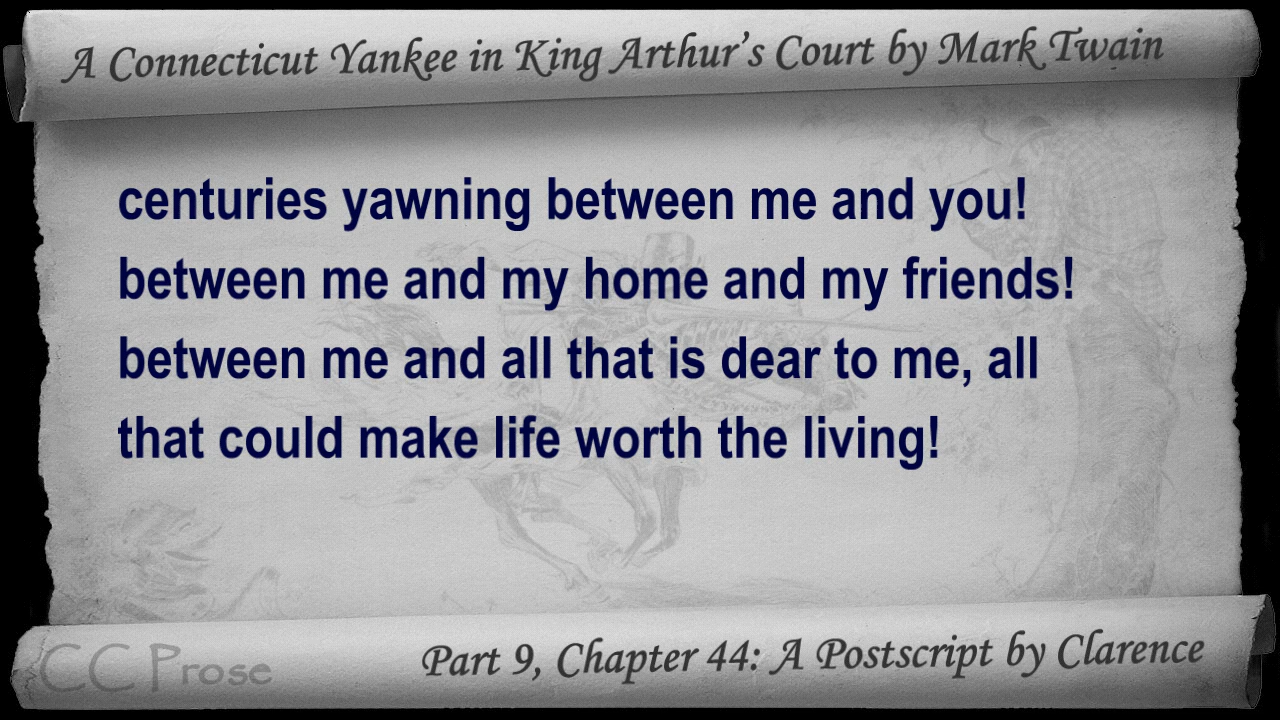 A Connecticut Yankee in King Arthur's Court by Mark Twain
centuries yawning between me and you!
between me and my home and my friends!
between me and all that is dear to me, all
that could make life worth the living!
CC Prose
Part 9, Chapter 44: A Postscript by Clarence